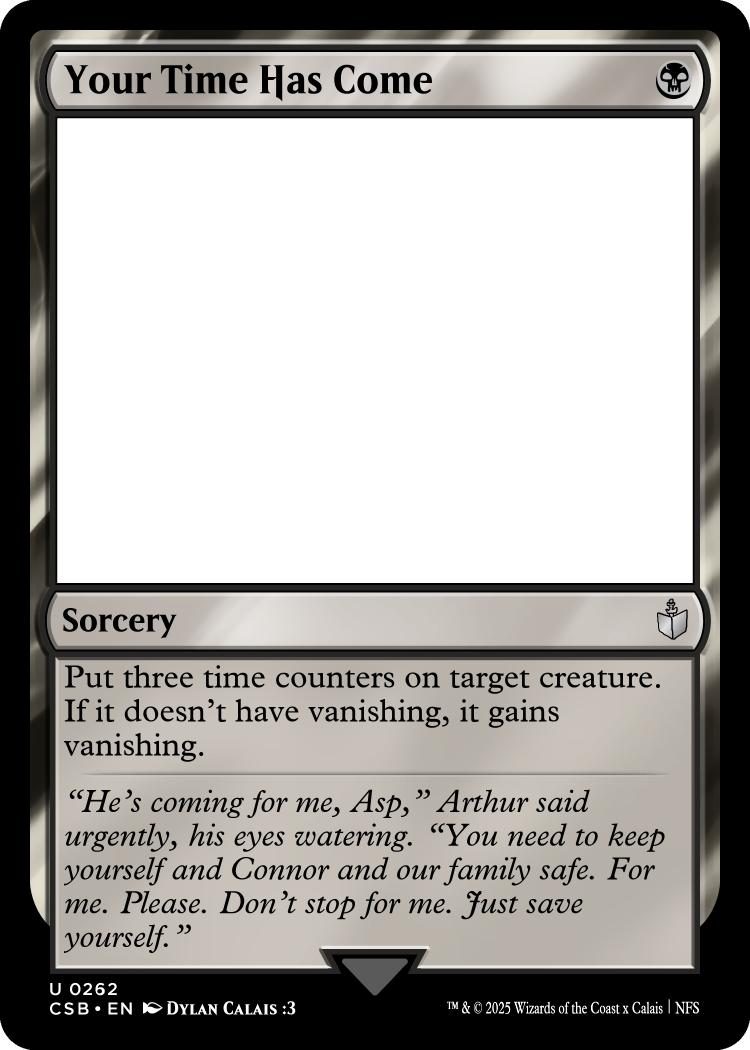 Your Time Has Come
Sorcery
Put three time counters on target creature.
If it doesn't have vanishing, it gains
vanishing.
“He's coming for me, Asp,” Arthur said
urgently, his eyes watering. “You need to keep
yourself and Connor and our family safe. For
me. Please. Don't stop for me. Just save
yourself.”
U 0262
CSB • EN DYLAN CALAIS :3
™ & © 2025 Wizards of the Coast x Calais | NFS